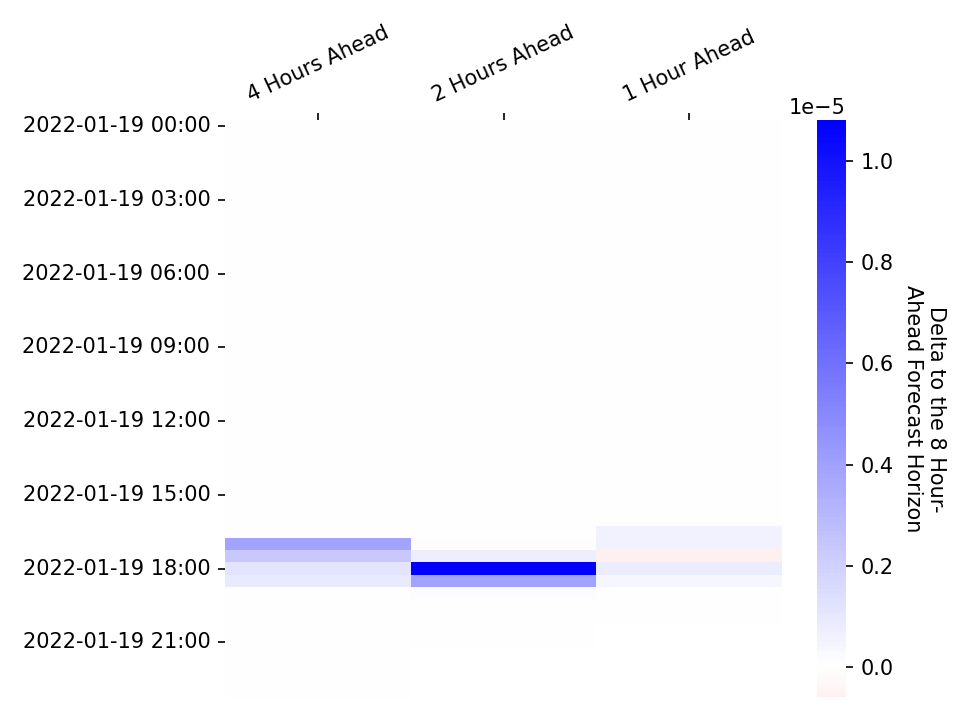 4 Hours Ahead
2 Hours Ahead
1 Hour Ahead
1e−5
2022-01-19 00:00
2022-01-19 03:00
2022-01-19 06:00
2022-01-19 09:00
2022-01-19 12:00
2022-01-19 15:00
2022-01-19 18:00
2022-01-19 21:00
1.0
0.8
0.6
0.4
0.2
0.0
Delta to the 8 Hour-
Ahead Forecast Horizon